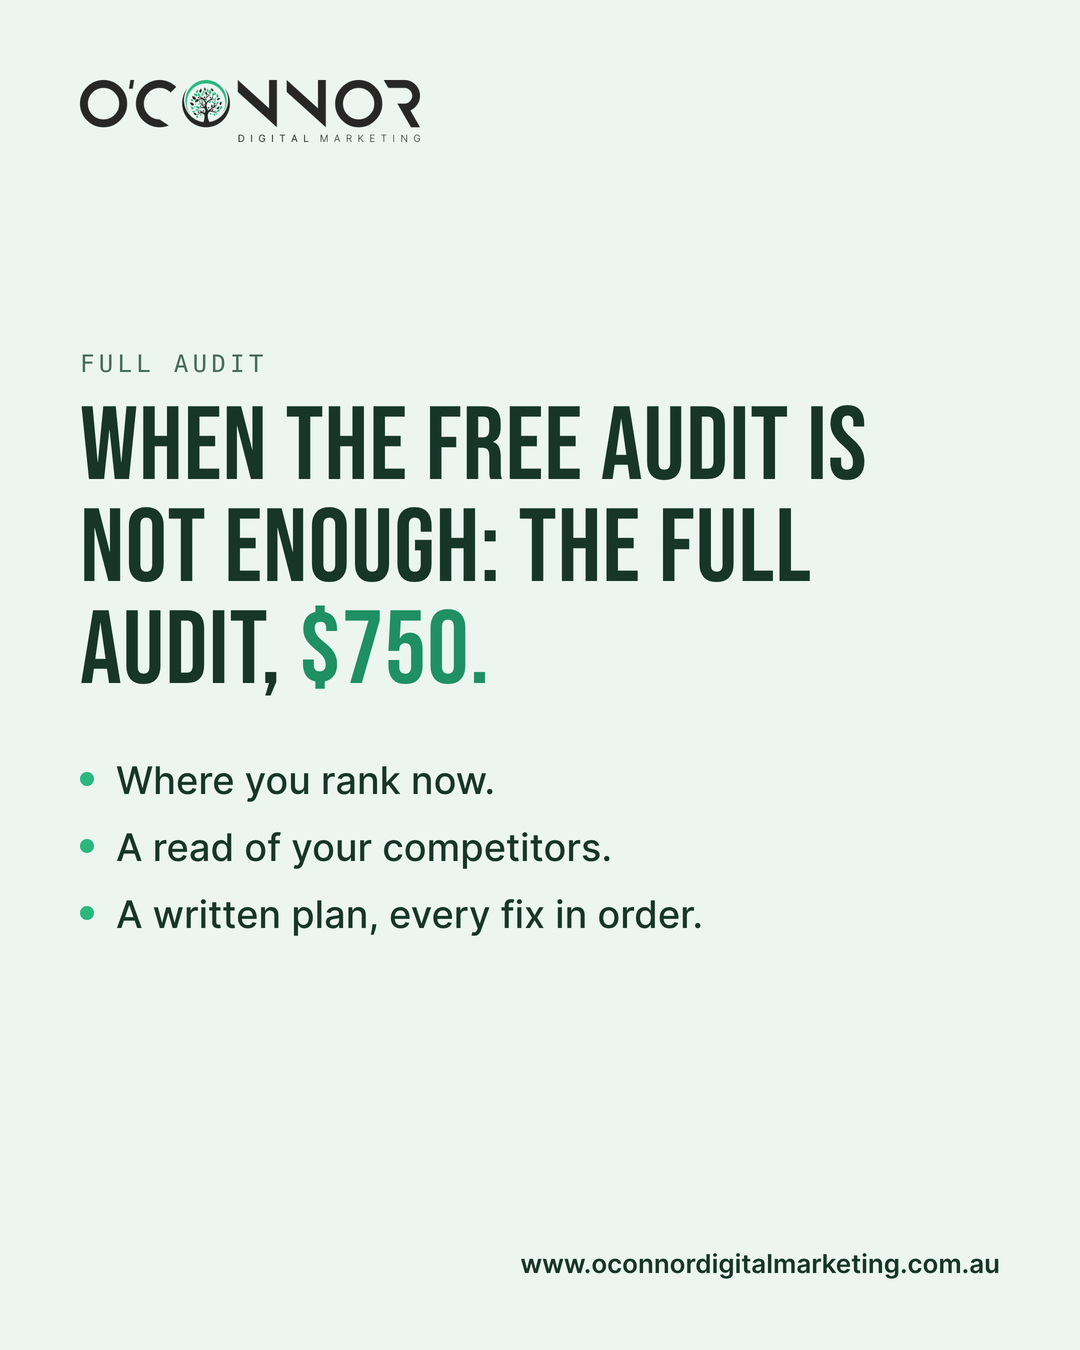 O'CONNOR
DIGITAL MARKETING
FULL AUDIT
WHEN THE FREE AUDIT IS
NOT ENOUGH: THE FULL
AUDIT, $750.
• Where you rank now.
• A read of your competitors.
• A written plan, every fix in order.
www.oconnordigitalmarketing.com.au